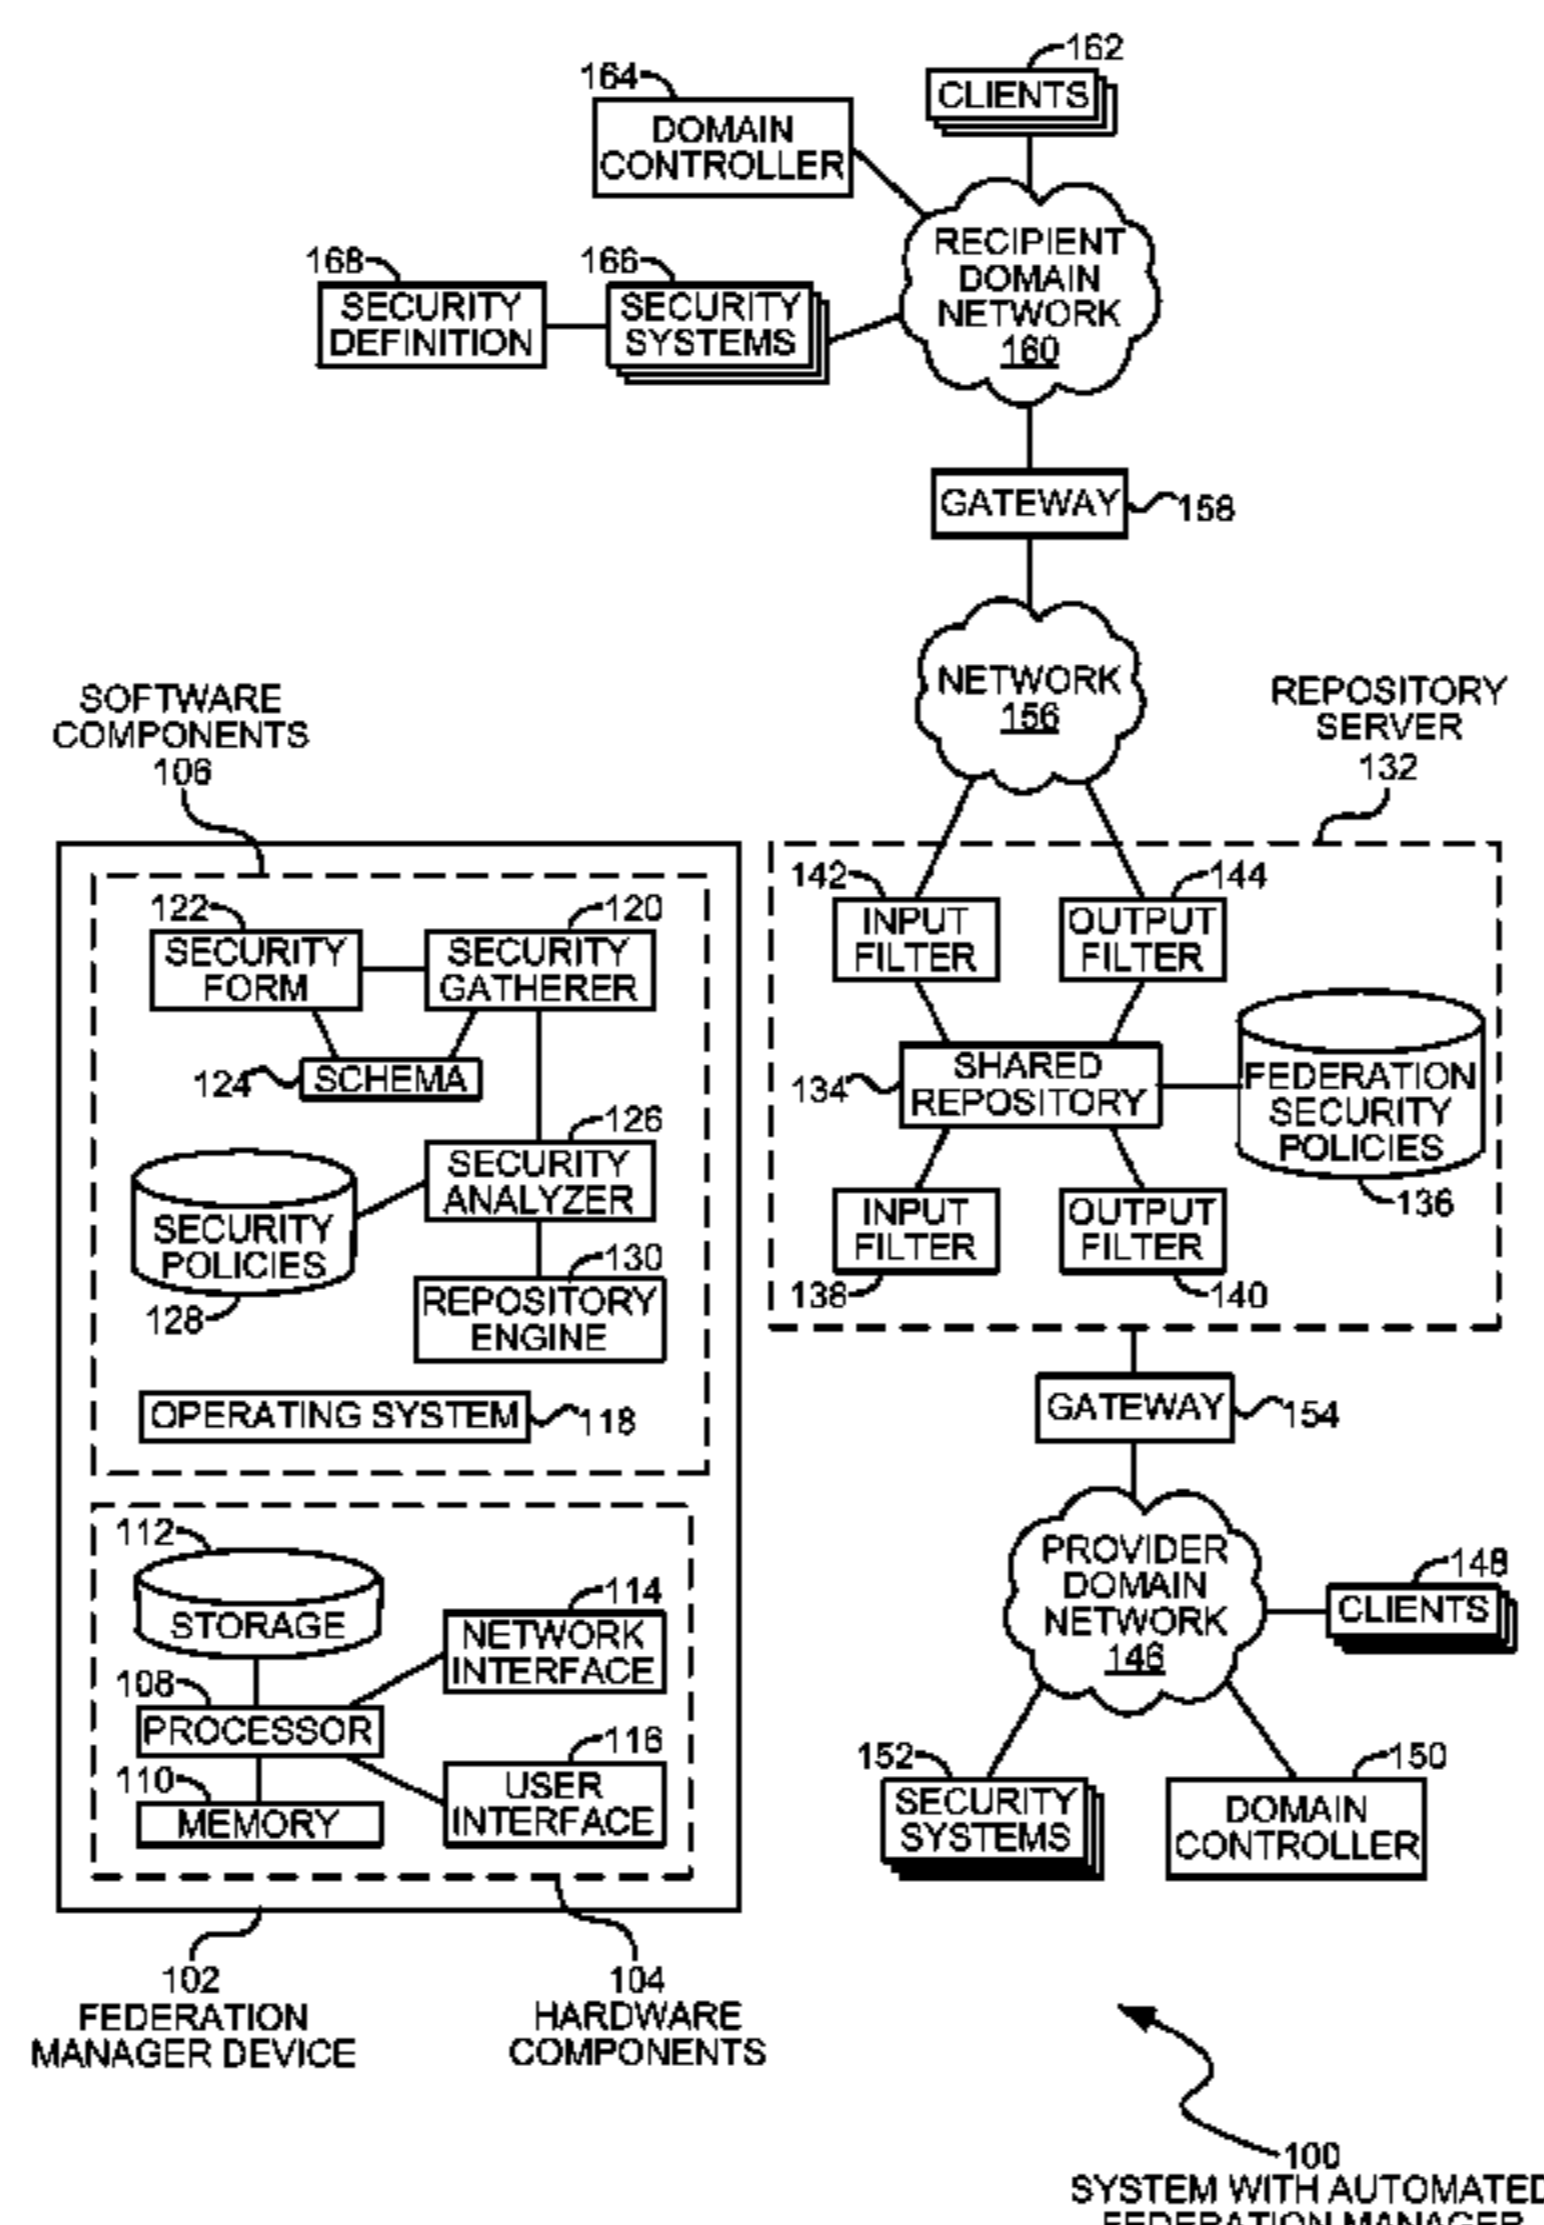 162
CLIENTS
164
DOMAIN
CONTROLLER
RECIPIENT
DOMAIN
NETWORK
160
168
SECURITY
DEFINITION
166
SECURITY
SYSTEMS
GATEWAY
158
NETWORK
156
SOFTWARE
COMPONENTS
106
REPOSITORY
SERVER
132
122
SECURITY
FORM
120
SECURITY
GATHERER
124
SCHEMA
126
SECURITY
ANALYZER
SECURITY
POLICIES
128
130
REPOSITORY
ENGINE
OPERATING SYSTEM
118
142
INPUT
FILTER
144
OUTPUT
FILTER
134
SHARED
REPOSITORY
FEDERATION
SECURITY
POLICIES
136
INPUT
FILTER
138
OUTPUT
FILTER
140
GATEWAY
154
112
STORAGE
114
NETWORK
INTERFACE
108
PROCESSOR
116
USER
INTERFACE
110
MEMORY
PROVIDER
DOMAIN
NETWORK
146
148
CLIENTS
152
SECURITY
SYSTEMS
150
DOMAIN
CONTROLLER
102
FEDERATION
MANAGER DEVICE
104
HARDWARE
COMPONENTS
100
SYSTEM WITH AUTOMATED
FEDERATION MANAGER